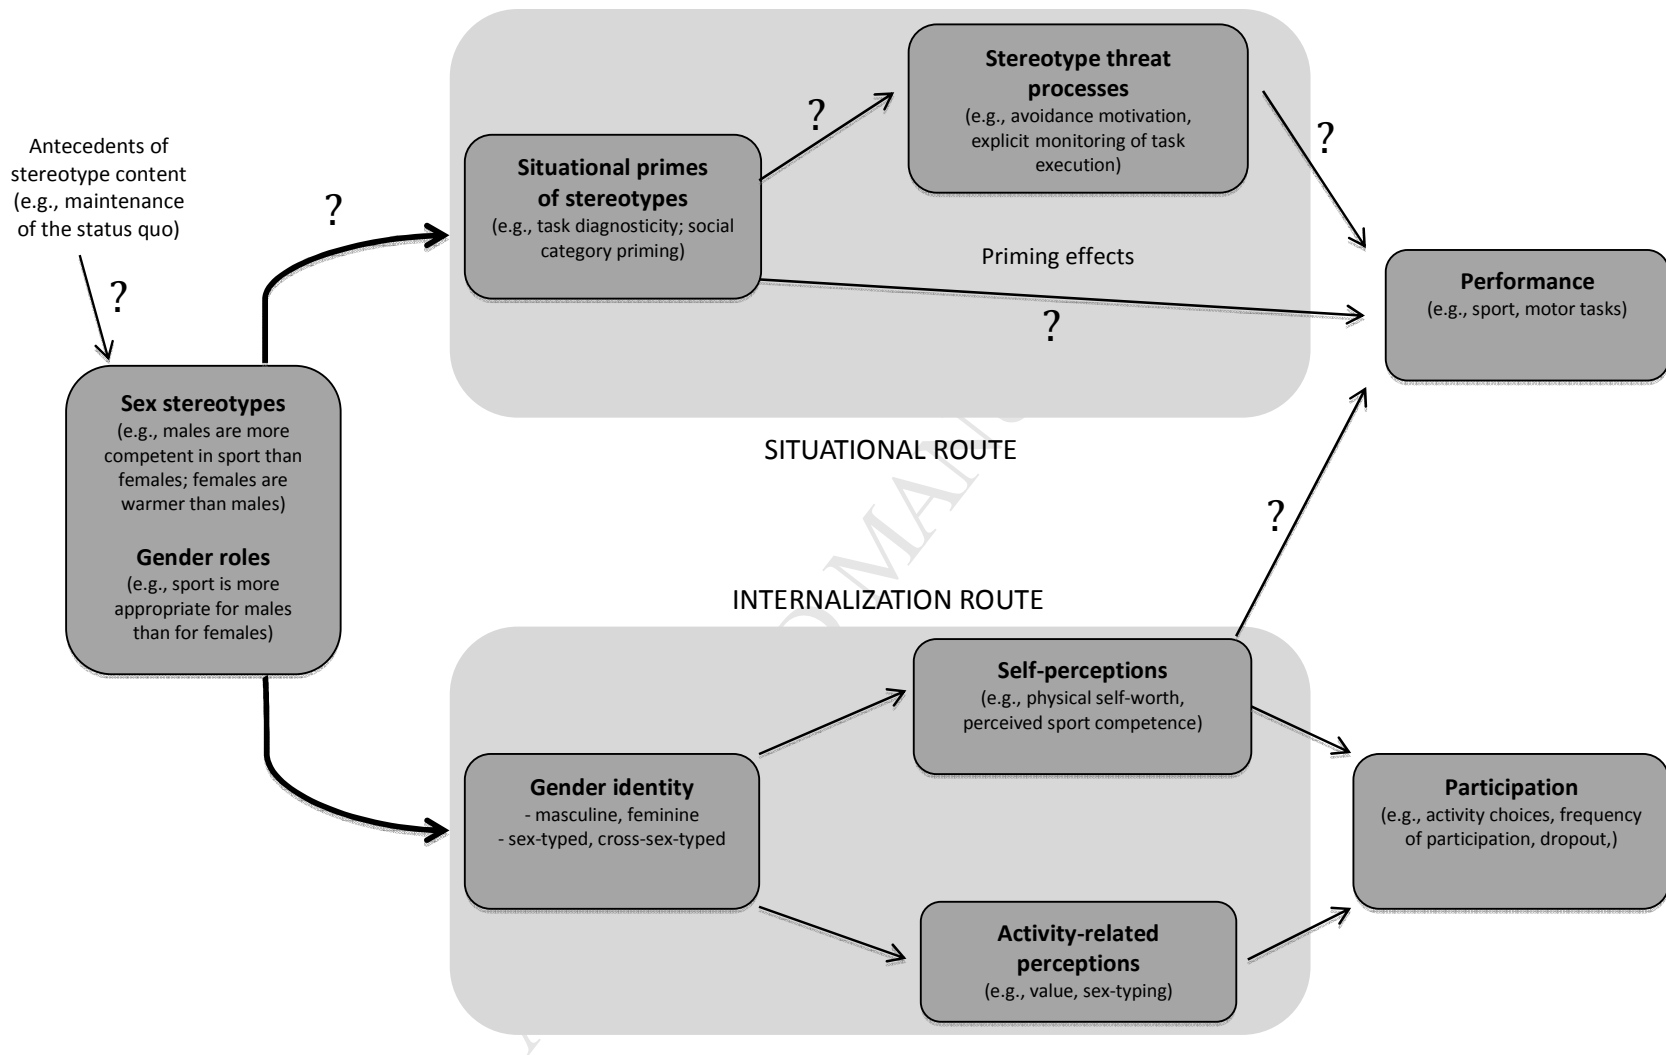 Antecedents of
stereotype content
(e.g., maintenance
of the status quo)
?
Sex stereotypes
(e.g., males are more
competent in sport than
females; females are
warmer than males)
Gender roles
(e.g., sport is more
appropriate for males
than for females)
?
Situational primes
of stereotypes
(e.g., task diagnosticity; social
category priming)
?
Stereotype threat
processes
(e.g., avoidance motivation,
explicit monitoring of task
execution)
?
Priming effects
?
Performance
(e.g., sport, motor tasks)
SITUATIONAL ROUTE
?
INTERNALIZATION ROUTE
Gender identity
- masculine, feminine
- sex-typed, cross-sex-typed
Self-perceptions
(e.g., physical self-worth,
perceived sport competence)
Activity-related
perceptions
(e.g., value, sex-typing)
Participation
(e.g., activity choices, frequency
of participation, dropout,)